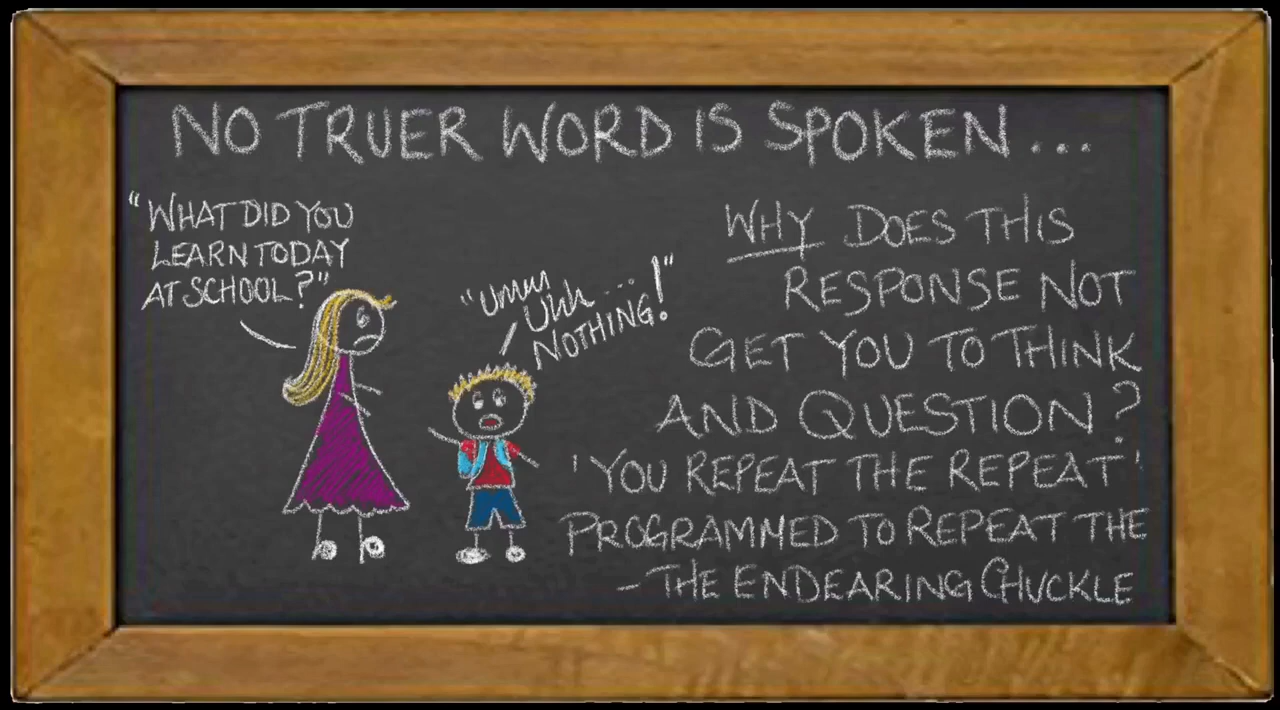 NO TRUER WORD IS SPOKEN...
"WHAT DID YOU
LEARN TODAY
AT SCHOOL?"
"Umm
Uhh...!"
NOTHING!
WHY DOES THIS
RESPONSE NOT
GET YOU TO THINK
AND QUESTION?
'YOU REPEAT THE REPEAT'
PROGRAMMED TO REPEAT THE
-THE ENDEARING CHUCKLE